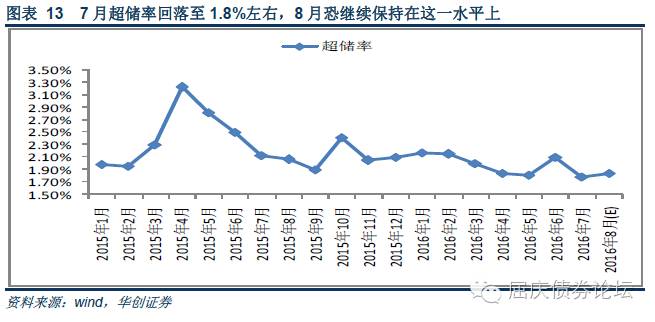 图表 13 7月超储率回落至1.8%左右，8月恐继续保持在这一水平上
超储率
3.50%
3.30%
3.10%
2.90%
2.70%
2.50%
2.30%
2.10%
1.90%
1.70%
1.50%
2015年1月
2015年2月
2015年3月
2015年4月
2015年5月
2015年6月
2015年7月
2015年8月
2015年9月
2015年10月
2015年11月
2015年12月
2016年1月
2016年2月
2016年3月
2016年4月
2016年5月
2016年6月
2016年7月
2016年8月(E)
屈庆债券论坛
资料来源：wind，华创证券